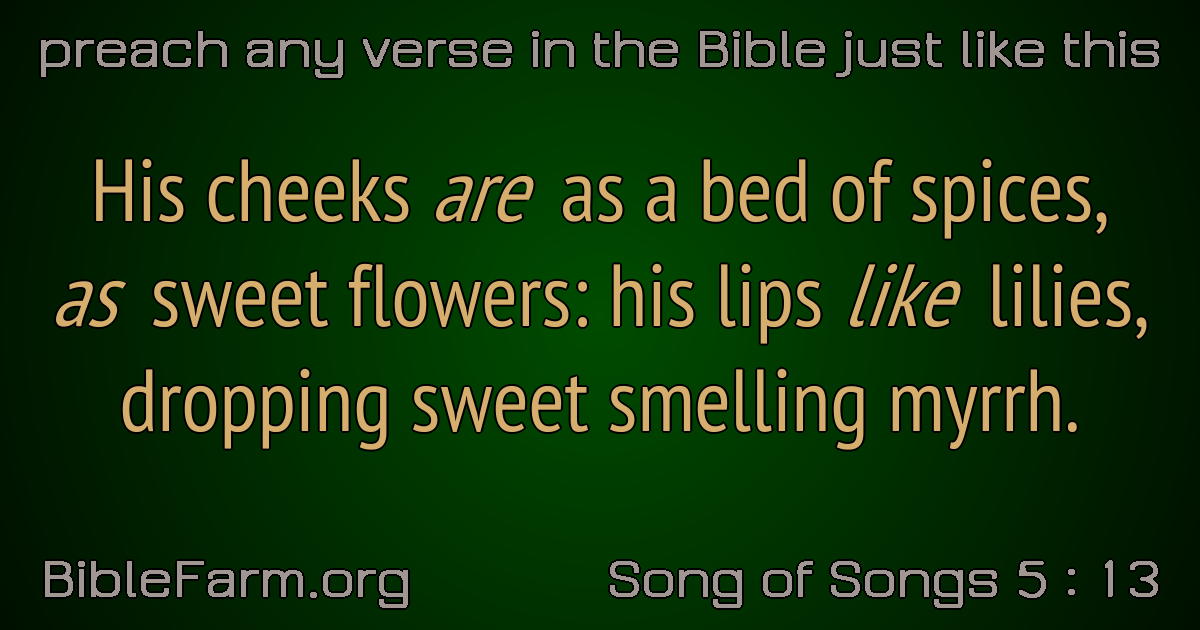 preach any verse in the Bible just like this
His cheeks are as a bed of spices,
as sweet flowers: his lips like lilies,
dropping sweet smelling myrrh.
BibleFarm.org
Song of Songs 5 : 13